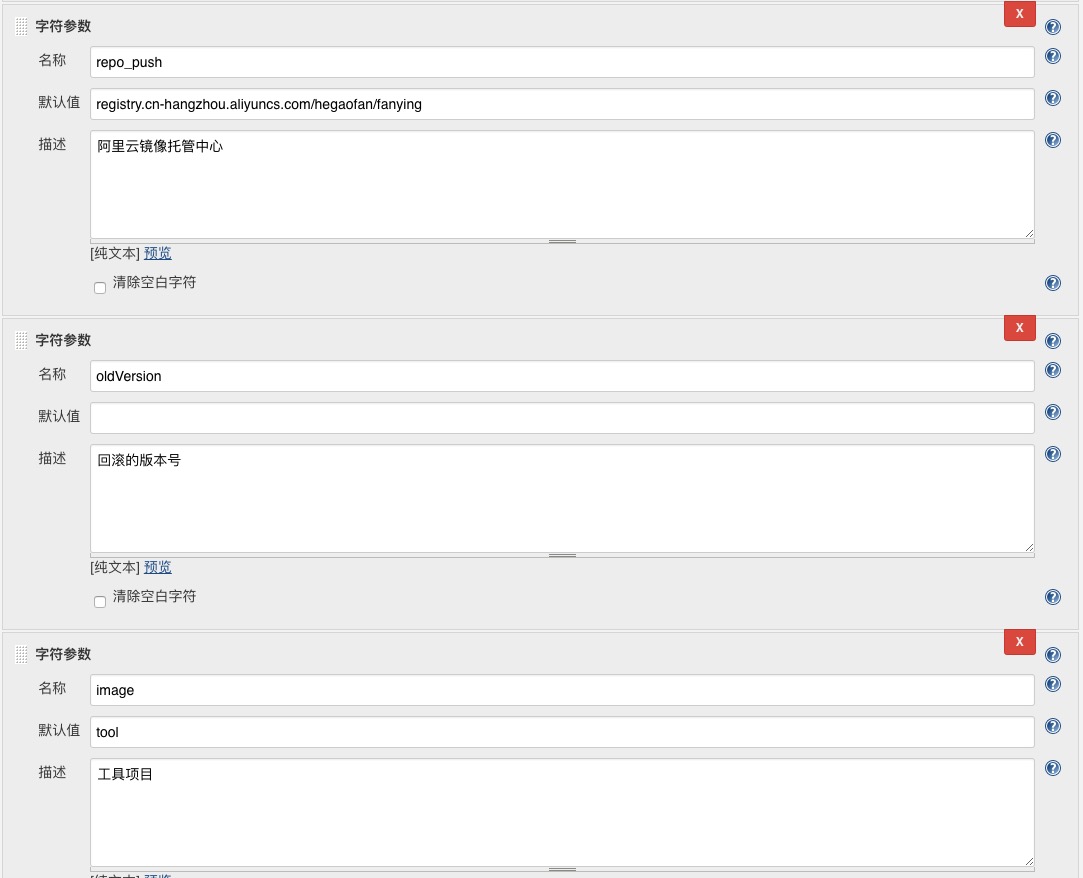 字符参数
X
名称 repo_push
默认值 registry.cn-hangzhou.aliyuncs.com/hegaofan/fanying
描述 阿里云镜像托管中心
[纯文本] 预览
清除空白字符
字符参数
X
名称 oldVersion
默认值
描述 回滚的版本号
[纯文本] 预览
清除空白字符
字符参数
X
名称 image
默认值 tool
描述 工具项目